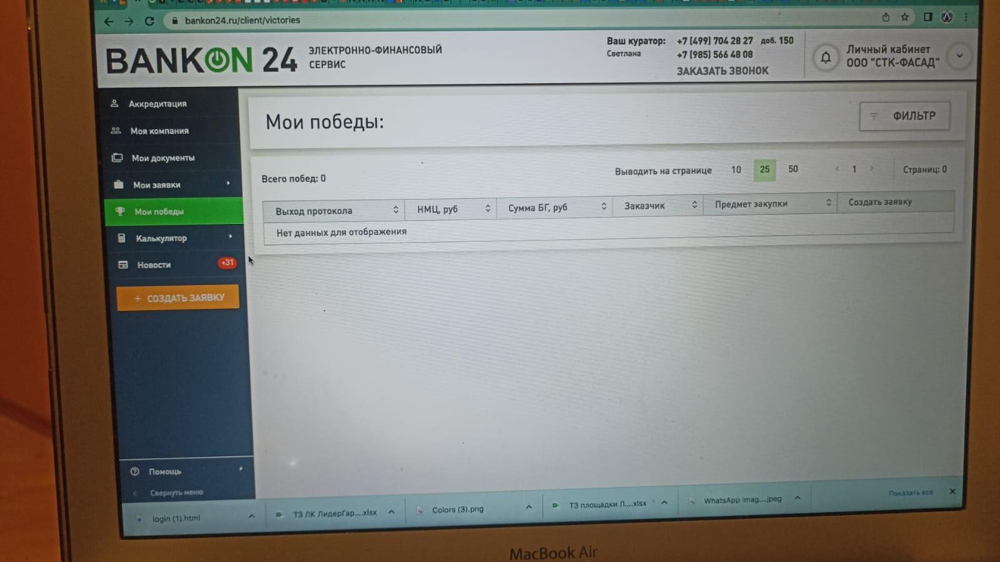 bankon24.ru/client/victories
BANKON 24
ЭЛЕКТРОННО-ФИНАНСОВЫЙ
СЕРВИС
Ваш куратор: +7 (499) 704 28 27 доб. 150
Светлана +7 (985) 566 48 08
ЗАКАЗАТЬ ЗВОНОК
Личный кабинет
ООО "СТК-ФАСАД"
Аккредитация
Моя компания
Мои документы
Мои заявки
Мои победы
Калькулятор
Новости +31
+ СОЗДАТЬ ЗАЯВКУ
Помощь
Свернуть меню
Мои победы:
ФИЛЬТР
Всего побед: 0
Выводить на странице 10 25 50
1
Страниц: 0
Выход протокола
НМЦ, руб
Сумма БГ, руб
Заказчик
Предмет закупки
Создать заявку
Нет данных для отображения
login (1).html
ТЗ ЛК ЛидерГар....xlsx
Colors (3).png
ТЗ площадки Л....xlsx
WhatsApp Imag....jpeg
Показать все
MacBook Air